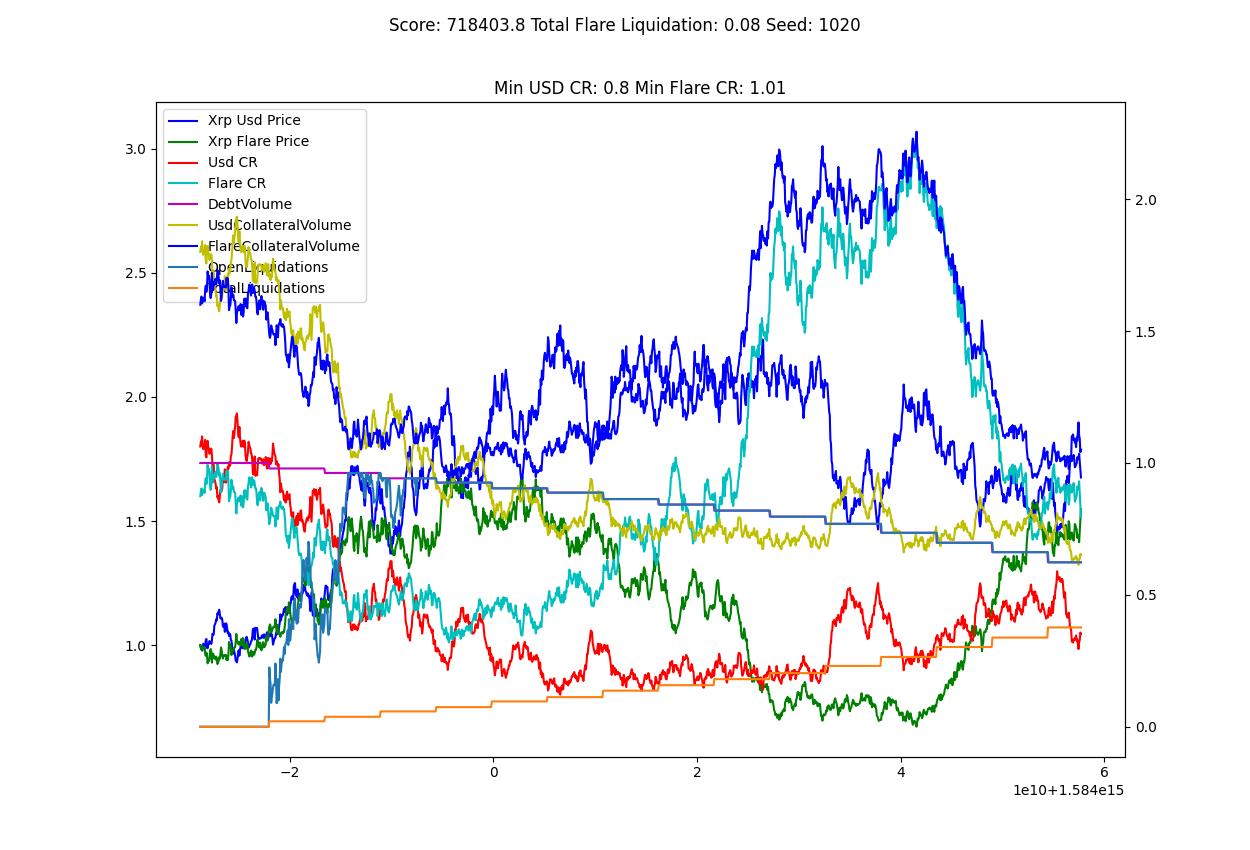 Score: 718403.8 Total Flare Liquidation: 0.08 Seed: 1020
Min USD CR: 0.8 Min Flare CR: 1.01
Xrp Usd Price
Xrp Flare Price
Usd CR
Flare CR
DebtVolume
UsdCollateralVolume
FlareCollateralVolume
OpenLiquidations
TotalLiquidations
3.0
2.5
2.0
1.5
1.0
2.0
1.5
1.0
0.5
0.0
−2
0
2
4
6
1e10+1.584e15